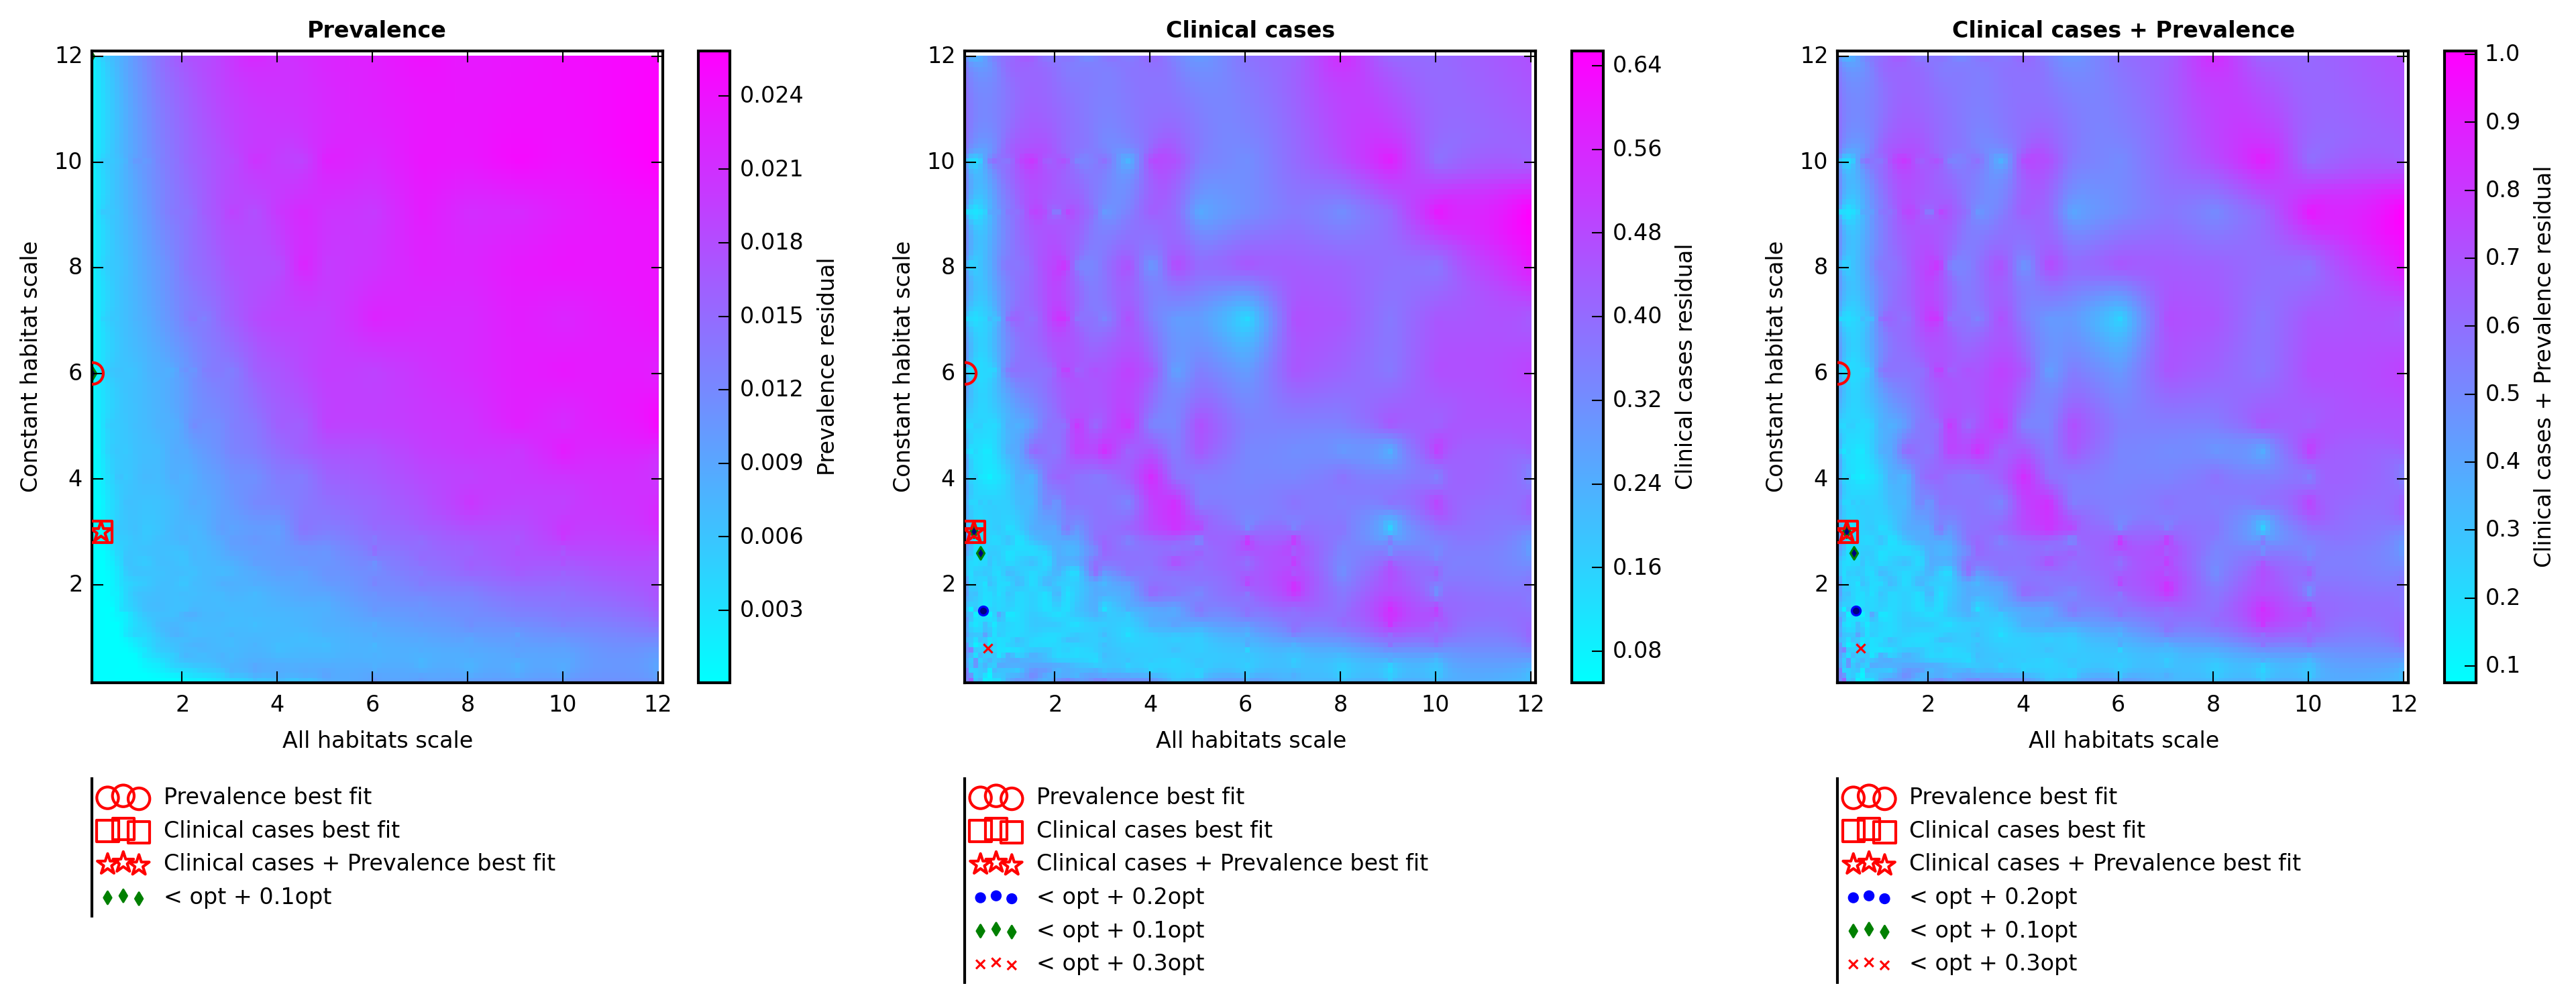 Prevalence
12
10
8
6
4
2
Constant habitat scale
2 4 6 8 10 12
All habitats scale
0.024
0.021
0.018
0.015
0.012
0.009
0.006
0.003
Prevalence residual
Prevalence best fit
Clinical cases best fit
Clinical cases + Prevalence best fit
< opt + 0.1opt
Clinical cases
12
10
8
6
4
2
Constant habitat scale
2 4 6 8 10 12
All habitats scale
0.64
0.56
0.48
0.40
0.32
0.24
0.16
0.08
Clinical cases residual
Prevalence best fit
Clinical cases best fit
Clinical cases + Prevalence best fit
< opt + 0.2opt
< opt + 0.1opt
< opt + 0.3opt
Clinical cases + Prevalence
12
10
8
6
4
2
Constant habitat scale
2 4 6 8 10 12
All habitats scale
1.0
0.9
0.8
0.7
0.6
0.5
0.4
0.3
0.2
0.1
Clinical cases + Prevalence residual
Prevalence best fit
Clinical cases best fit
Clinical cases + Prevalence best fit
< opt + 0.2opt
< opt + 0.1opt
< opt + 0.3opt